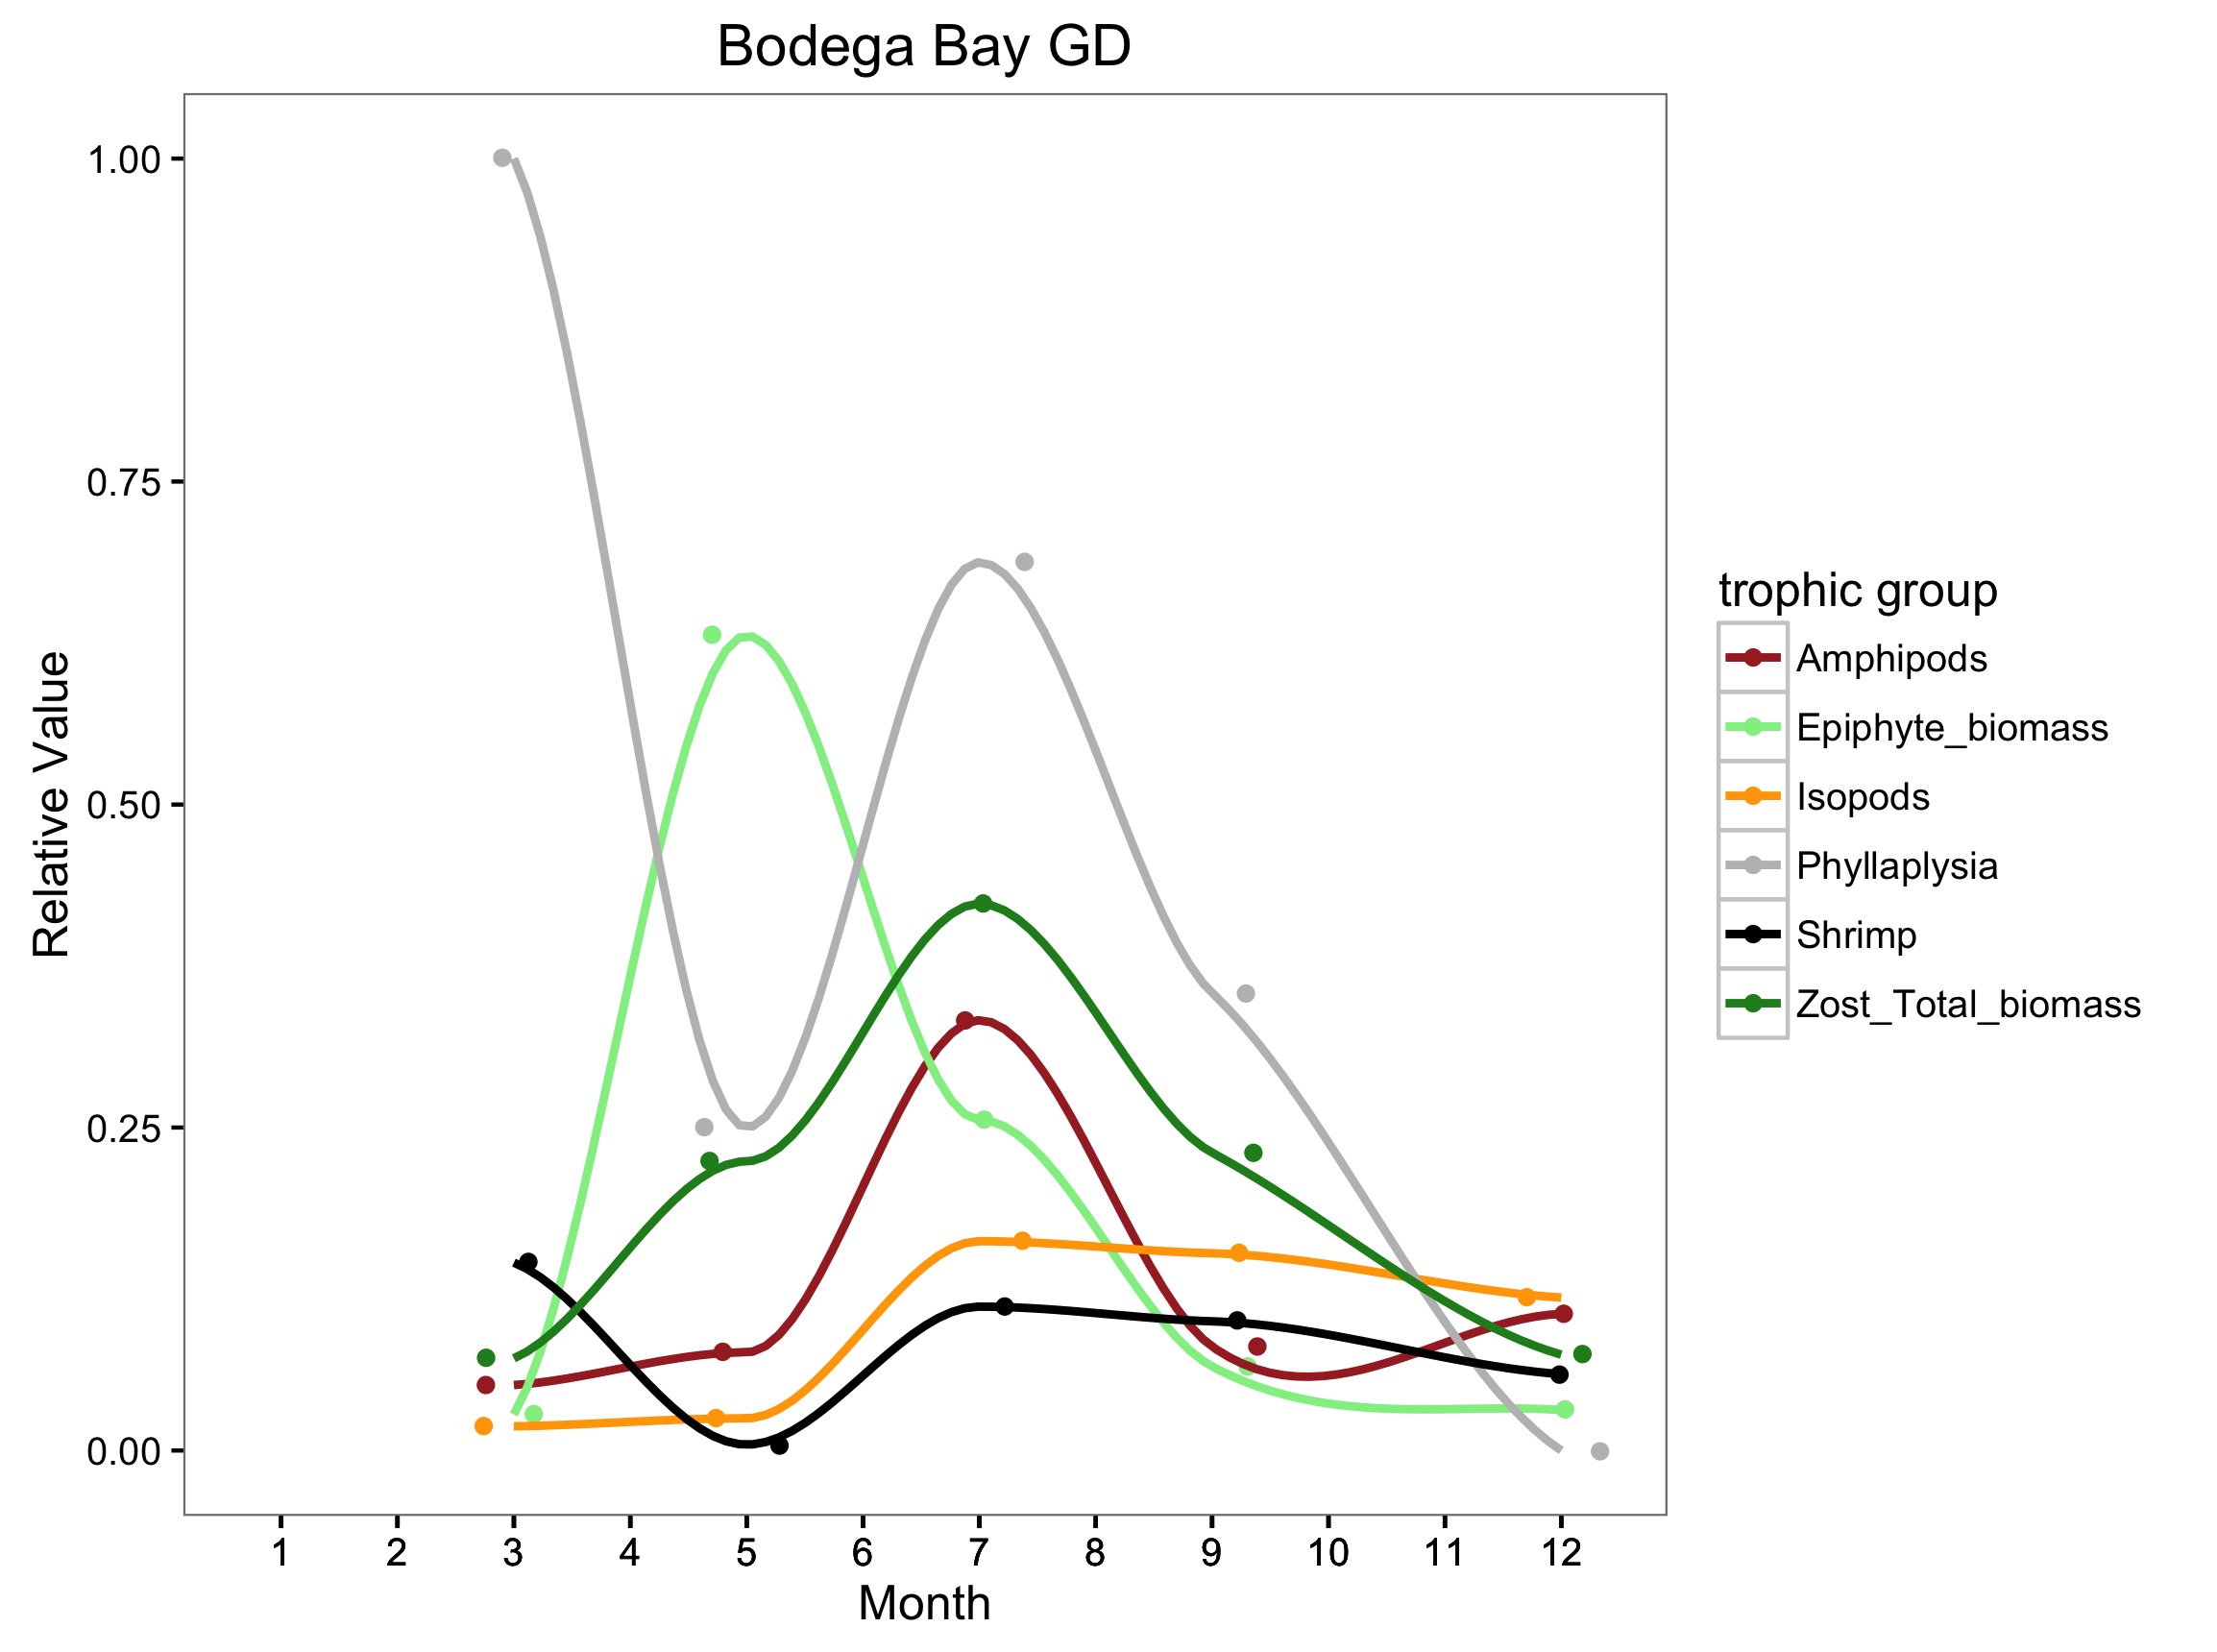 Bodega Bay GD
1.00
0.75
0.50
0.25
0.00
Relative Value
1 2 3 4 5 6 7 8 9 10 11 12
Month
trophic group
Amphipods
Epiphyte_biomass
Isopods
Phyllaplysia
Shrimp
Zost_Total_biomass